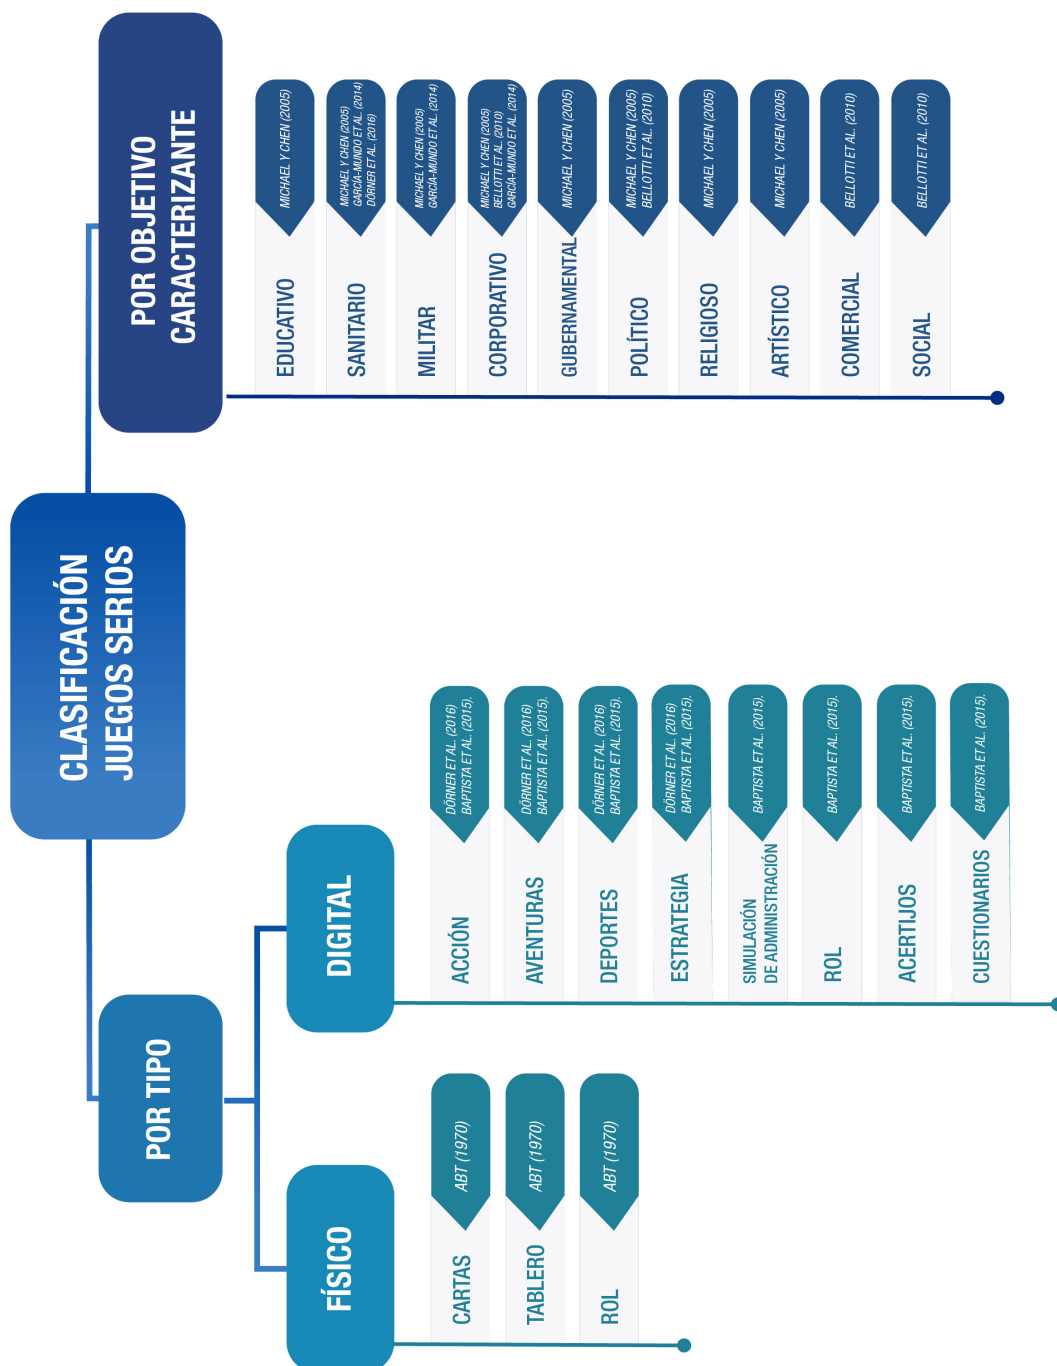 CLASIFICACIÓN
JUEGOS SERIOS
POR TIPO
FÍSICO
CARTAS
ABT (1970)
TABLERO
ABT (1970)
ROL
ABT (1970)
DIGITAL
ACCIÓN
DÖRNER ET AL. (2016)
BAPTISTA ET AL. (2015).
AVENTURAS
DÖRNER ET AL. (2016)
BAPTISTA ET AL. (2015).
DEPORTES
DÖRNER ET AL. (2016)
BAPTISTA ET AL. (2015).
ESTRATEGIA
DÖRNER ET AL. (2016)
BAPTISTA ET AL. (2015).
SIMULACIÓN
DE ADMINISTRACIÓN
BAPTISTA ET AL. (2015).
ROL
BAPTISTA ET AL. (2015).
ACERTIJOS
BAPTISTA ET AL. (2015).
CUESTIONARIOS
BAPTISTA ET AL. (2015).
POR OBJETIVO
CARACTERIZANTE
EDUCATIVO
MICHAEL Y CHEN (2005)
SANITARIO
MICHAEL Y CHEN (2005)
GARCÍA-MUNDO ET AL. (2014)
DÖRNER ET AL. (2016)
MILITAR
MICHAEL Y CHEN (2005)
GARCÍA-MUNDO ET AL. (2014)
CORPORATIVO
MICHAEL Y CHEN (2005)
BELLOTTI ET AL. (2010)
GARCÍA-MUNDO ET AL. (2014)
GUBERNAMENTAL
MICHAEL Y CHEN (2005)
POLÍTICO
MICHAEL Y CHEN (2005)
BELLOTTI ET AL. (2010)
RELIGIOSO
MICHAEL Y CHEN (2005)
ARTÍSTICO
MICHAEL Y CHEN (2005)
COMERCIAL
BELLOTTI ET AL. (2010)
SOCIAL
BELLOTTI ET AL. (2010)